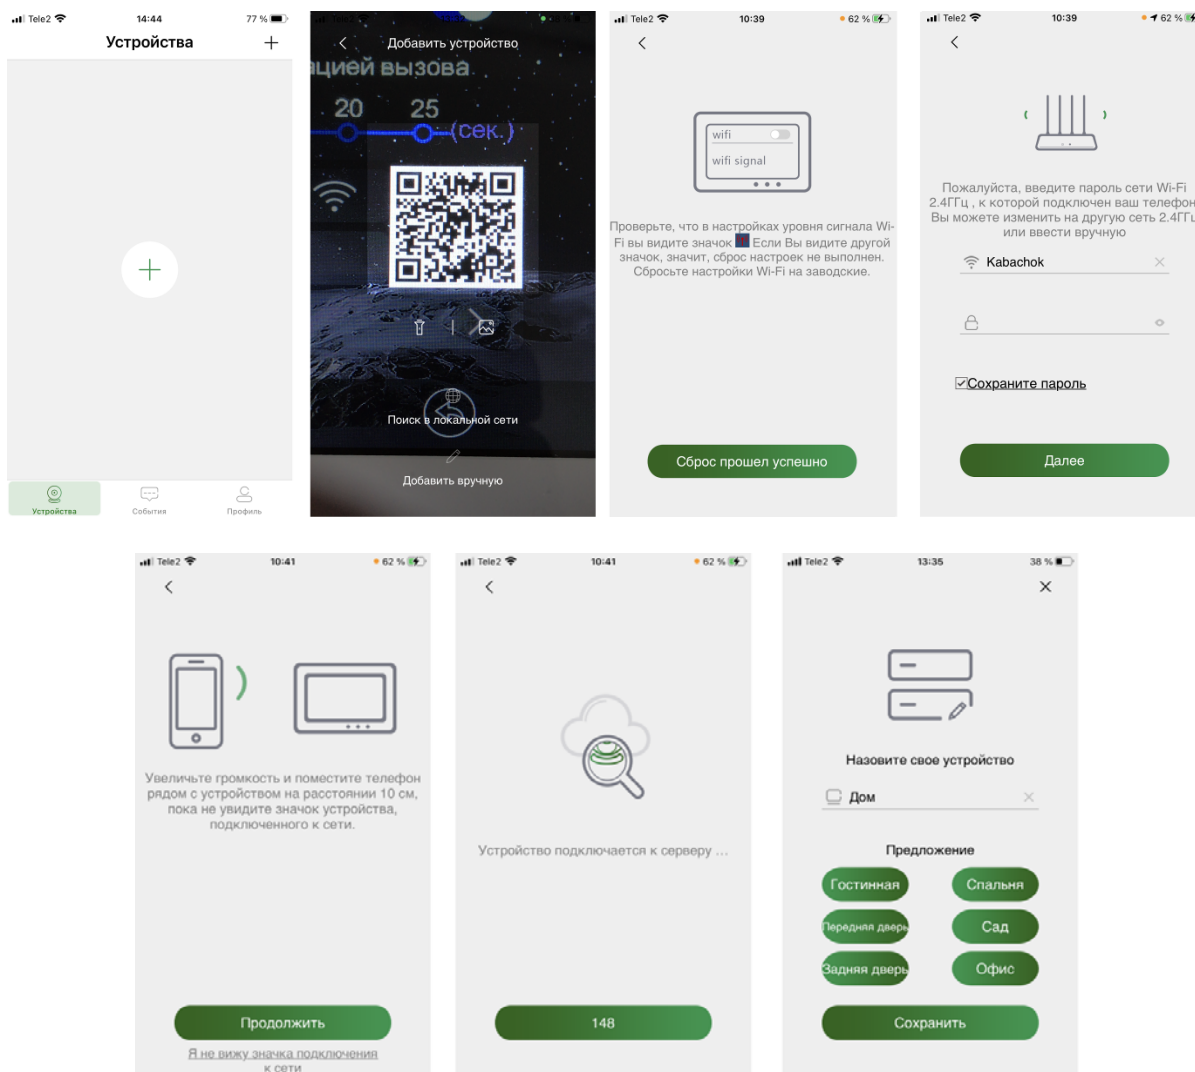 Tele2
14:44
77 %
Устройства
+
Устройства
События
Профиль
Добавить устройство
ацией вызова
20
25
(сек.)
Поиск в локальной сети
Добавить вручную
Tele2
10:39
62 %
wifi
wifi signal
Проверьте, что в настройках уровня сигнала Wi-
Fi вы видите значок Если Вы видите другой
значок, значит, сброс настроек не выполнен.
Сбросьте настройки Wi-Fi на заводские.
Сброс прошел успешно
Tele2
10:39
62 %
Пожалуйста, введите пароль сети Wi-Fi
2.4ГГц , к которой подключен ваш телефон
Вы можете изменить на другую сеть 2.4ГГц
или ввести вручную
Kabachok
Сохраните пароль
Далее
Tele2
10:41
62 %
Увеличьте громкость и поместите телефон
рядом с устройством на расстоянии 10 см,
пока не увидите значок устройства,
подключенного к сети.
Продолжить
Я не вижу значка подключения
к сети
Tele2
10:41
62 %
Устройство подключается к серверу ...
148
Tele2
13:35
38 %
Назовите свое устройство
Дом
Предложение
Гостинная
Спальня
Передняя дверь
Сад
Задняя дверь
Офис
Сохранить